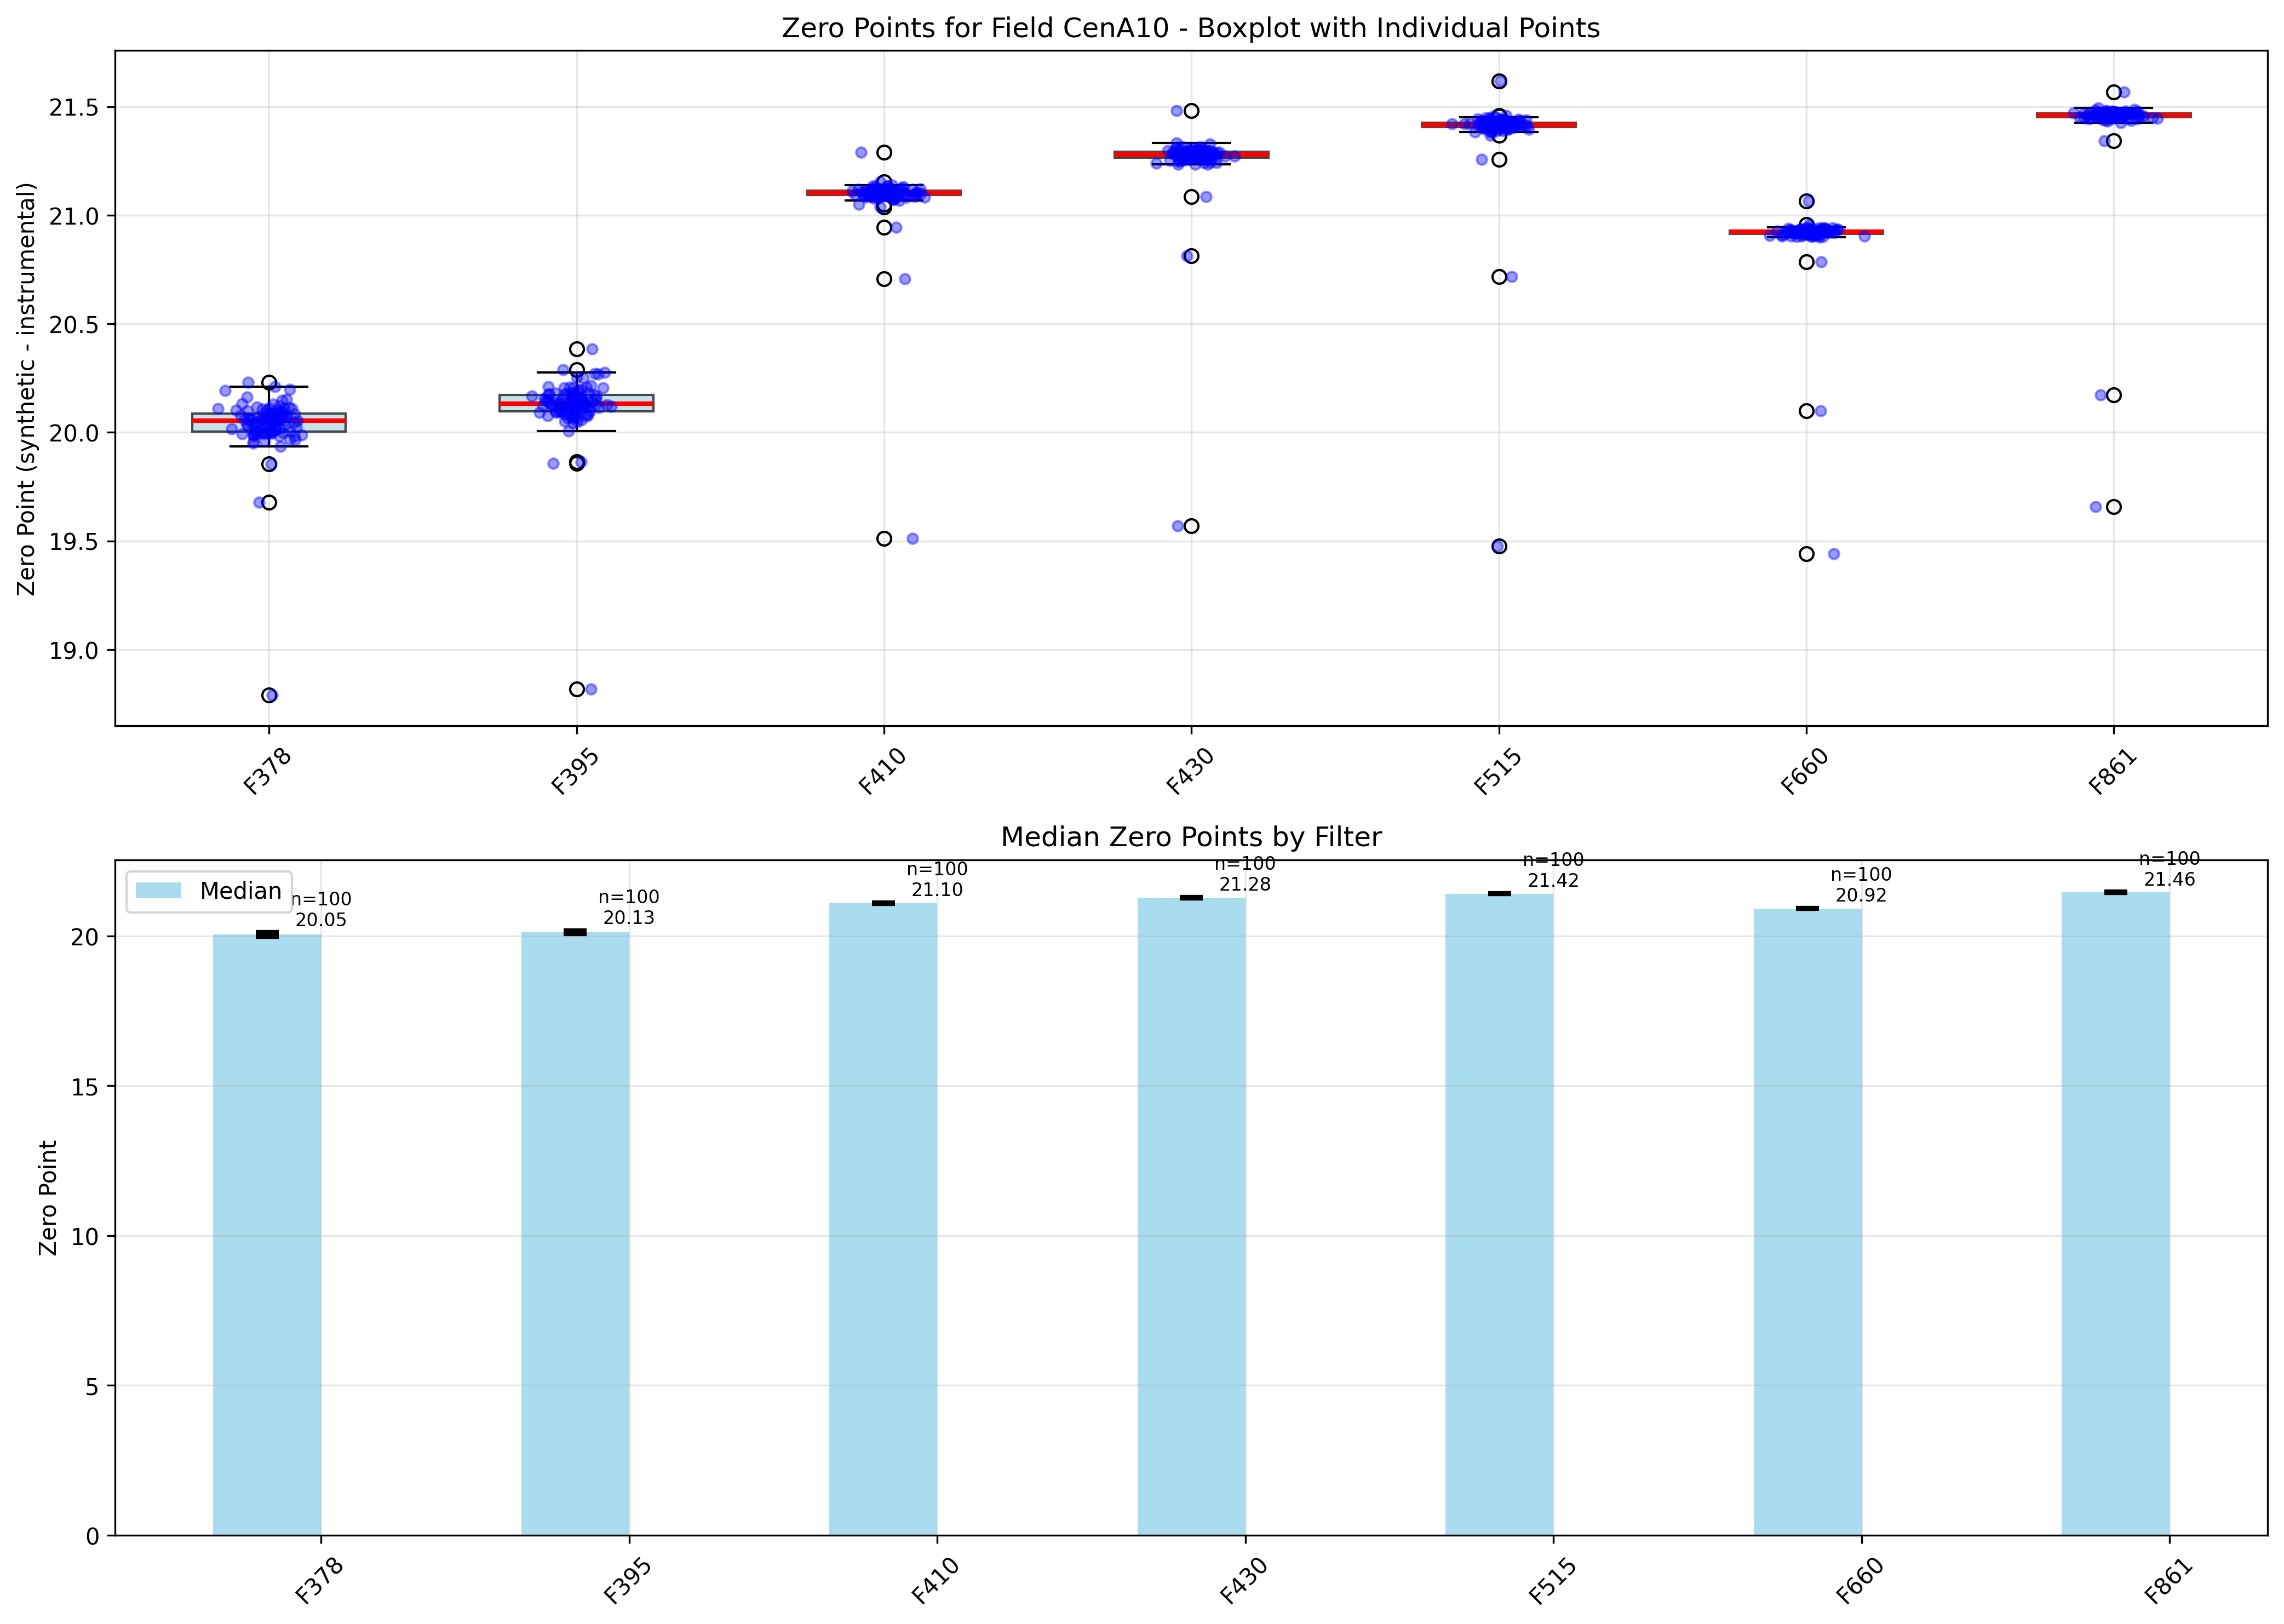 Zero Points for Field CenA10 - Boxplot with Individual Points
Zero Point (synthetic - instrumental)
21.5
21.0
20.5
20.0
19.5
19.0
F378
F395
F410
F430
F515
F660
F861
Median Zero Points by Filter
Zero Point
20
15
10
5
0
Median
n=100
20.05
n=100
20.13
n=100
21.10
n=100
21.28
n=100
21.42
n=100
20.92
n=100
21.46
F378
F395
F410
F430
F515
F660
F861